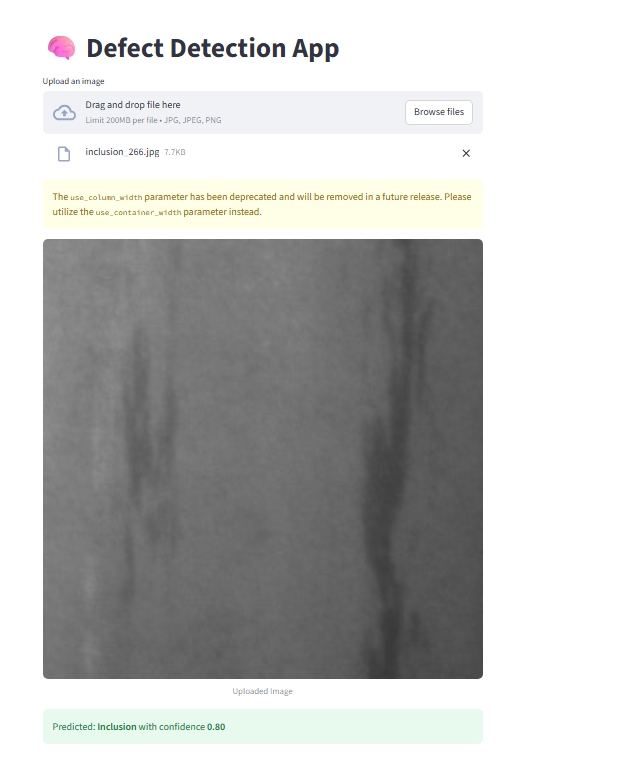 Defect Detection App
Upload an image
Drag and drop file here
Limit 200MB per file • JPG, JPEG, PNG
Browse files
inclusion_266.jpg 7.7KB
The use_column_width parameter has been deprecated and will be removed in a future release. Please
utilize the use_container_width parameter instead.
Uploaded Image
Predicted: Inclusion with confidence 0.80